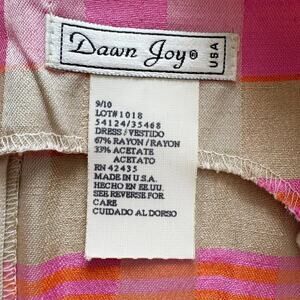 Dawn Joy®
USA
9/10
LOT#1018
54124/35468
DRESS/VESTIDO
67% RAYON/RAYON
33% ACETATE
ACETATO
RN 42435
MADE IN U.S.A.
HECHO EN EE.UU.
SEE REVERSE FOR
CARE
CUIDADO AL DORSO